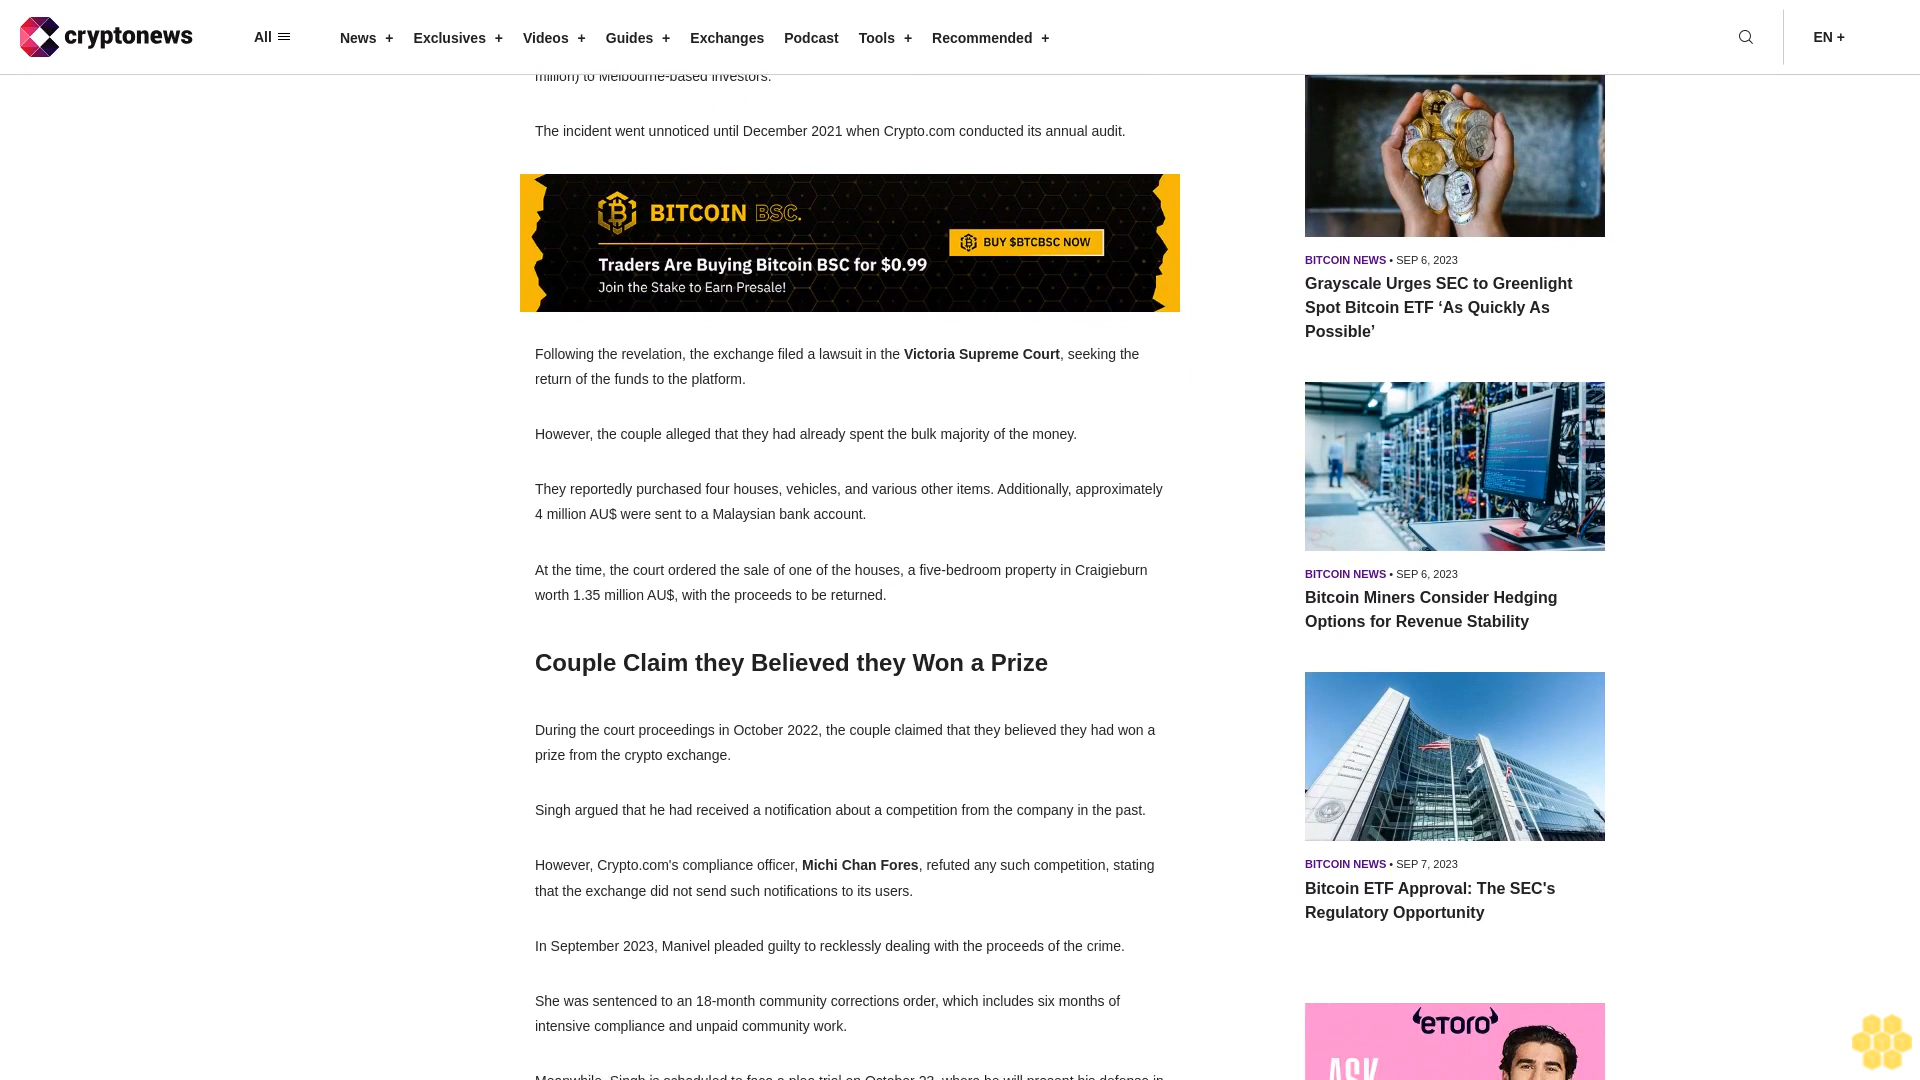 cryptonews
All
News +
Exclusives +
Videos +
Guides +
Exchanges
Podcast
Tools +
Recommended +
EN +
million) to Melbourne-based investors.
The incident went unnoticed until December 2021 when Crypto.com conducted its annual audit.
BITCOIN BSC.
Traders Are Buying Bitcoin BSC for $0.99
Join the Stake to Earn Presale!
BUY $BTCBSC NOW
Following the revelation, the exchange filed a lawsuit in the Victoria Supreme Court, seeking the
return of the funds to the platform.
However, the couple alleged that they had already spent the bulk majority of the money.
They reportedly purchased four houses, vehicles, and various other items. Additionally, approximately
4 million AU$ were sent to a Malaysian bank account.
At the time, the court ordered the sale of one of the houses, a five-bedroom property in Craigieburn
worth 1.35 million AU$, with the proceeds to be returned.
Couple Claim they Believed they Won a Prize
During the court proceedings in October 2022, the couple claimed that they believed they had won a
prize from the crypto exchange.
Singh argued that he had received a notification about a competition from the company in the past.
However, Crypto.com's compliance officer, Michi Chan Fores, refuted any such competition, stating
that the exchange did not send such notifications to its users.
In September 2023, Manivel pleaded guilty to recklessly dealing with the proceeds of the crime.
She was sentenced to an 18-month community corrections order, which includes six months of
intensive compliance and unpaid community work.
Meanwhile, Singh is scheduled to face a plea trial on October 23, where he will present his defense in
BITCOIN NEWS • SEP 6, 2023
Grayscale Urges SEC to Greenlight
Spot Bitcoin ETF ‘As Quickly As
Possible’
BITCOIN NEWS • SEP 6, 2023
Bitcoin Miners Consider Hedging
Options for Revenue Stability
BITCOIN NEWS • SEP 7, 2023
Bitcoin ETF Approval: The SEC's
Regulatory Opportunity
eToro
ASK